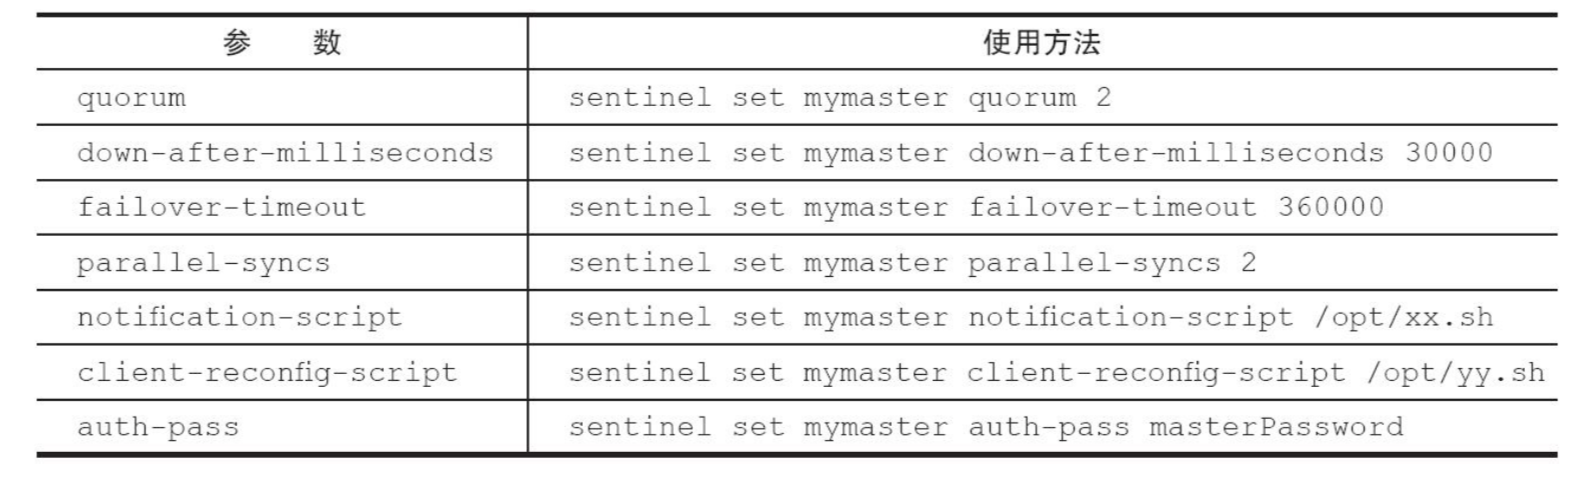 参 数 使用方法
quorum sentinel set mymaster quorum 2
down-after-milliseconds sentinel set mymaster down-after-milliseconds 30000
failover-timeout sentinel set mymaster failover-timeout 360000
parallel-syncs sentinel set mymaster parallel-syncs 2
notification-script sentinel set mymaster notification-script /opt/xx.sh
client-reconfig-script sentinel set mymaster client-reconfig-script /opt/yy.sh
auth-pass sentinel set mymaster auth-pass masterPassword